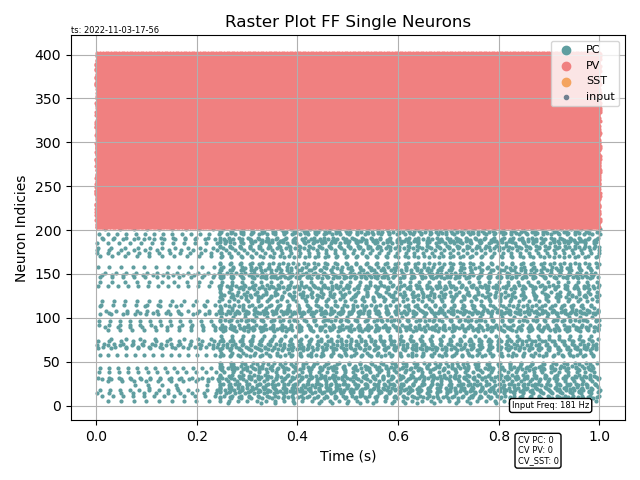 Raster Plot FF Single Neurons
ts: 2022-11-03-17-56
PC
PV
SST
input
400
350
300
250
200
150
100
50
0
Neuron Indicies
Input Freq: 181 Hz
0.0 0.2 0.4 0.6 0.8 1.0
Time (s)
CV PC: 0
CV PV: 0
CV_SST: 0